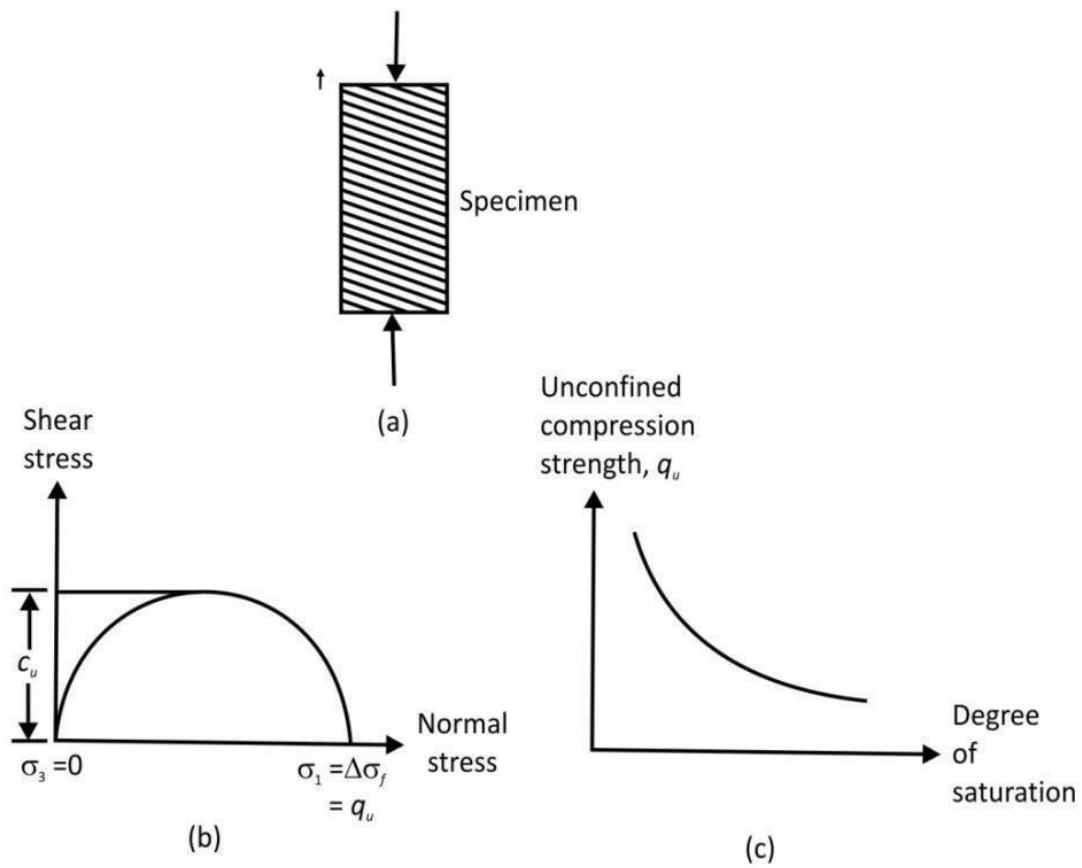 Specimen
(a)
Shear
stress
c_u
σ₃ =0
σ₁ =Δσ_f
= q_u
Normal
stress
(b)
Unconfined
compression
strength, q_u
Degree
of
saturation
(c)